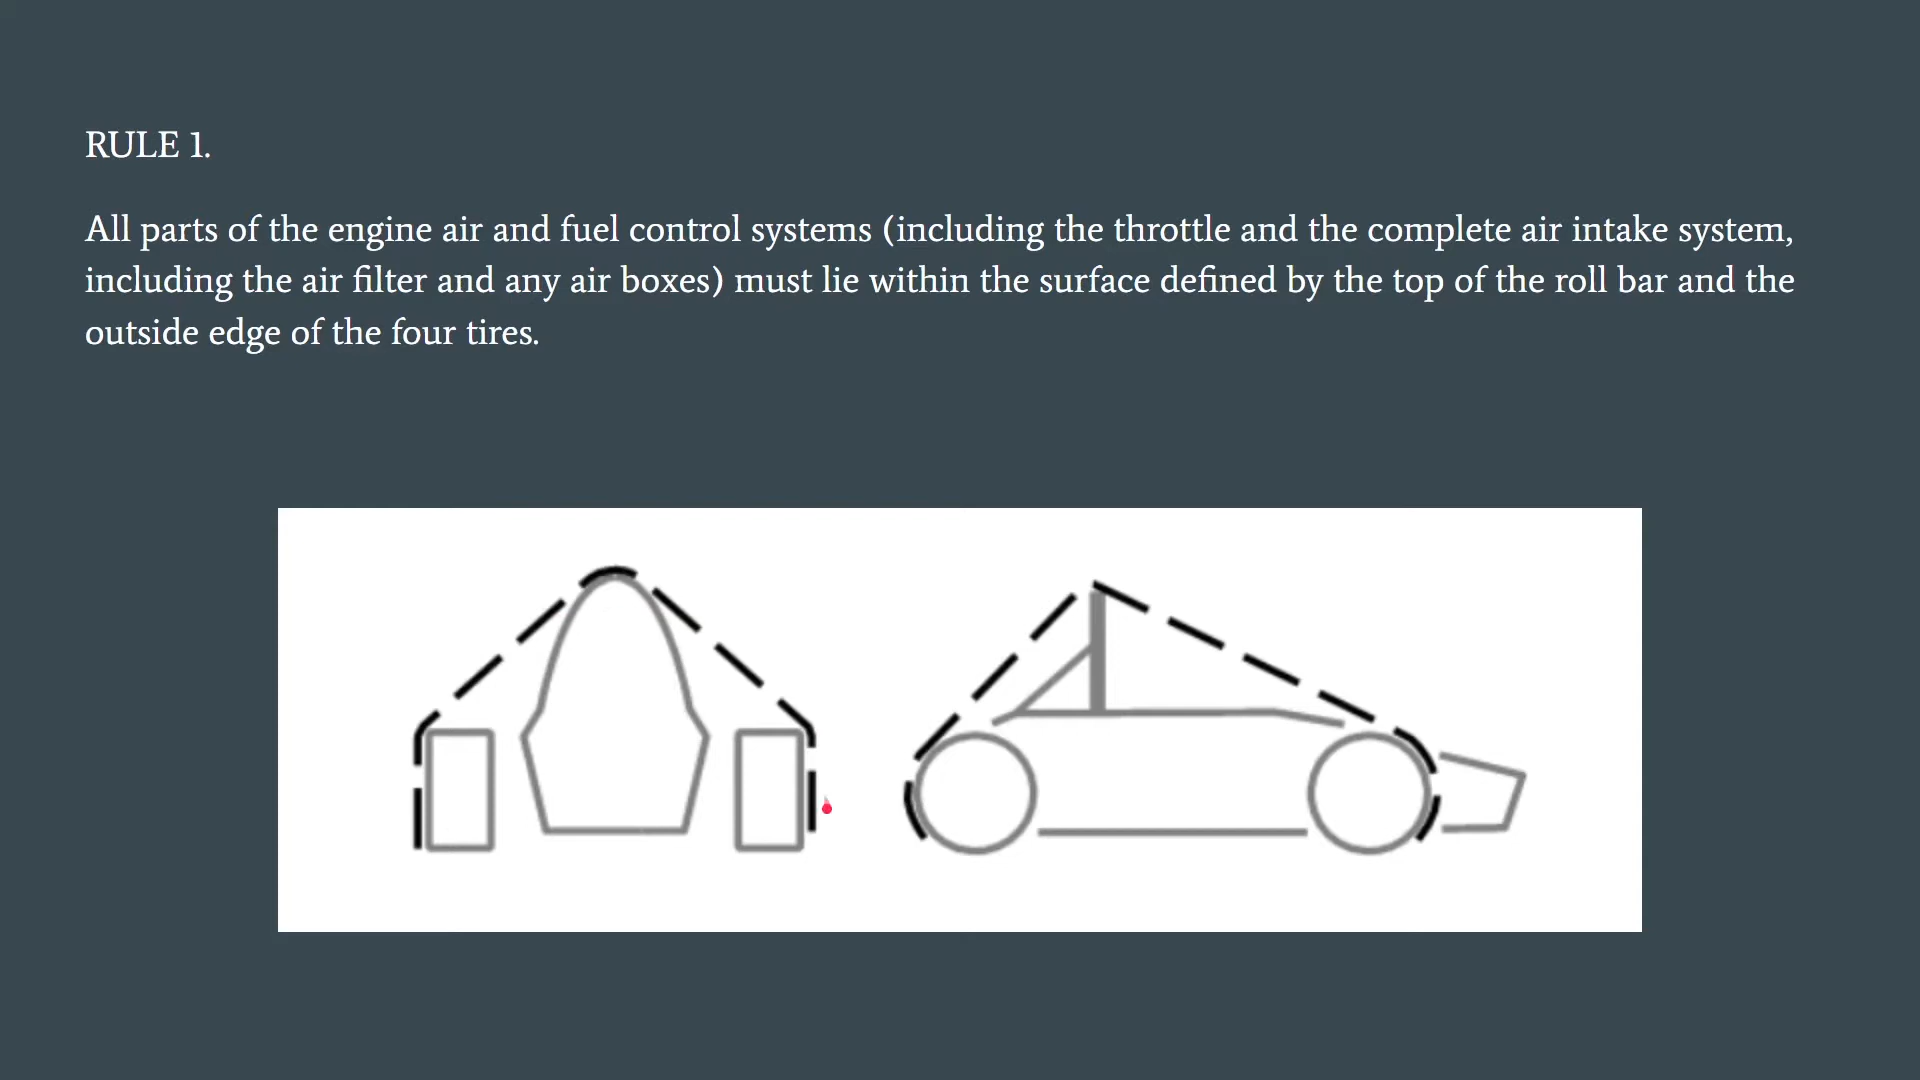 RULE 1.
All parts of the engine air and fuel control systems (including the throttle and the complete air intake system,
including the air filter and any air boxes) must lie within the surface defined by the top of the roll bar and the
outside edge of the four tires.